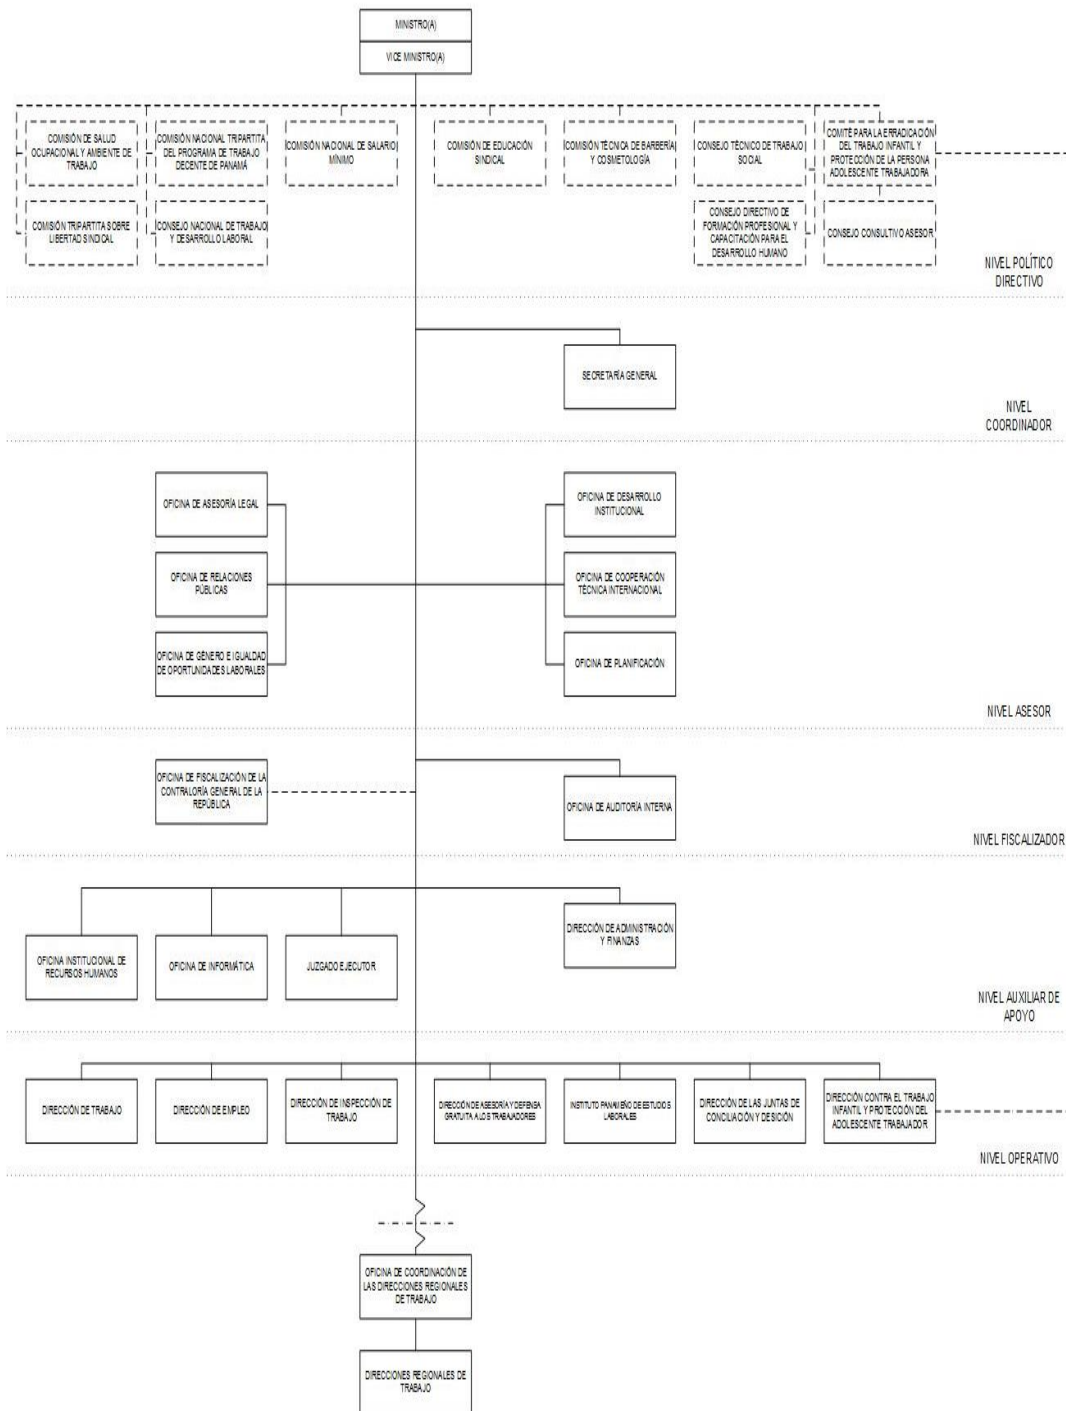 MINISTRO(A)
VICE MINISTRO(A)
COMISIÓN DE SALUD
OCUPACIONAL Y AMBIENTE DE
TRABAJO
COMISIÓN NACIONAL TRIPARTITA
DEL PROGRAMA DE TRABAJO
DECENTE DE PANAMÁ
COMISIÓN NACIONAL DE SALARIO
MÍNIMO
COMISIÓN DE EDUCACIÓN
SINDICAL
COMISIÓN TÉCNICA DE BARBERÍA
Y COSMETOLOGÍA
CONSEJO TÉCNICO DE TRABAJO
SOCIAL
COMITÉ PARA LA ERRADICACIÓN
DEL TRABAJO INFANTIL Y
PROTECCIÓN DE LA PERSONA
ADOLESCENTE TRABAJADORA
COMISIÓN TRIPARTITA SOBRE
LIBERTAD SINDICAL
CONSEJO NACIONAL DE TRABAJO
Y DESARROLLO LABORAL
CONSEJO DIRECTIVO DE
FORMACIÓN PROFESIONAL Y
CAPACITACIÓN PARA EL
DESARROLLO HUMANO
CONSEJO CONSULTIVO ASESOR
NIVEL POLÍTICO
DIRECTIVO
SECRETARÍA GENERAL
NIVEL
COORDINADOR
OFICINA DE ASESORÍA LEGAL
OFICINA DE DESARROLLO
INSTITUCIONAL
OFICINA DE RELACIONES
PÚBLICAS
OFICINA DE COOPERACIÓN
TÉCNICA INTERNACIONAL
OFICINA DE GÉNERO E IGUALDAD
DE OPORTUNIDADES LABORALES
OFICINA DE PLANIFICACIÓN
NIVEL ASESOR
OFICINA DE FISCALIZACIÓN DE LA
CONTRALORÍA GENERAL DE LA
REPÚBLICA
OFICINA DE AUDITORÍA INTERNA
NIVEL FISCALIZADOR
OFICINA INSTITUCIONAL DE
RECURSOS HUMANOS
OFICINA DE INFORMÁTICA
JUZGADO EJECUTOR
DIRECCIÓN DE ADMINISTRACIÓN
Y FINANZAS
NIVEL AUXILIAR DE
APOYO
DIRECCIÓN DE TRABAJO
DIRECCIÓN DE EMPLEO
DIRECCIÓN DE INSPECCIÓN DE
TRABAJO
DIRECCIÓN DE ASESORÍA Y DEFENSA
GRATUITA A LOS TRABAJADORES
INSTITUTO PANAMEÑO DE ESTUDIOS
LABORALES
DIRECCIÓN DE LAS JUNTAS DE
CONCILIACIÓN Y DESICIÓN
DIRECCIÓN CONTRA EL TRABAJO
INFANTIL Y PROTECCIÓN DEL
ADOLESCENTE TRABAJADOR
NIVEL OPERATIVO
OFICINA DE COORDINACIÓN DE
LAS DIRECCIONES REGIONALES
DE TRABAJO
DIRECCIONES REGIONALES DE
TRABAJO